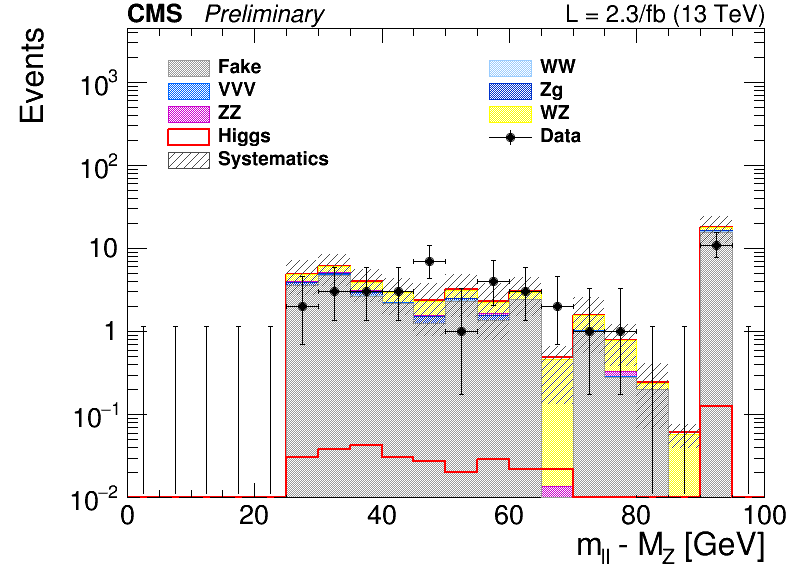 CMS Preliminary L = 2.3/fb (13 TeV)
Events
Fake
VVV
ZZ
Higgs
Systematics
WW
Zg
WZ
Data
10³
10²
10
1
10⁻¹
10⁻²
0 20 40 60 80 100
m_ll - M_Z [GeV]